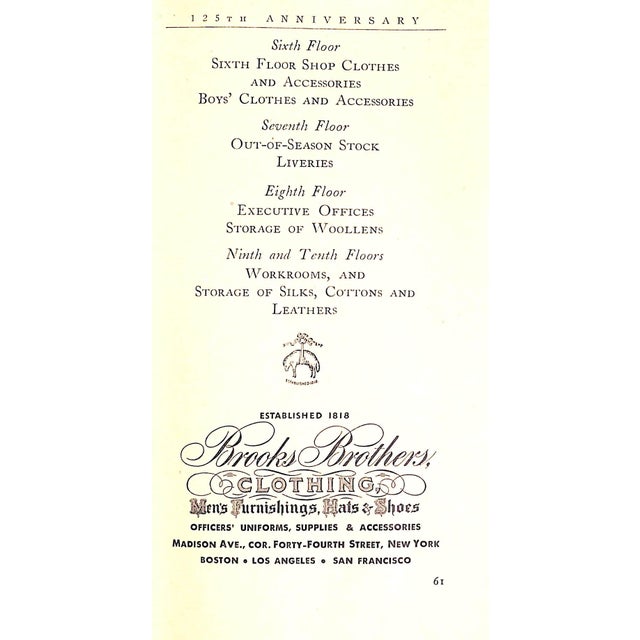 125TH ANNIVERSARY
Sixth Floor
SIXTH FLOOR SHOP CLOTHES
AND ACCESSORIES
BOYS' CLOTHES AND ACCESSORIES
Seventh Floor
OUT-OF-SEASON STOCK
LIVERIES
Eighth Floor
EXECUTIVE OFFICES
STORAGE OF WOOLLENS
Ninth and Tenth Floors
WORKROOMS, AND
STORAGE OF SILKS, COTTONS AND
LEATHERS
ESTABLISHED 1818
ESTABLISHED 1818
Brooks Brothers,
CLOTHING,
Men's Furnishings, Hats & Shoes
OFFICERS' UNIFORMS, SUPPLIES & ACCESSORIES
MADISON AVE., COR. FORTY-FOURTH STREET, NEW YORK
BOSTON • LOS ANGELES • SAN FRANCISCO
61